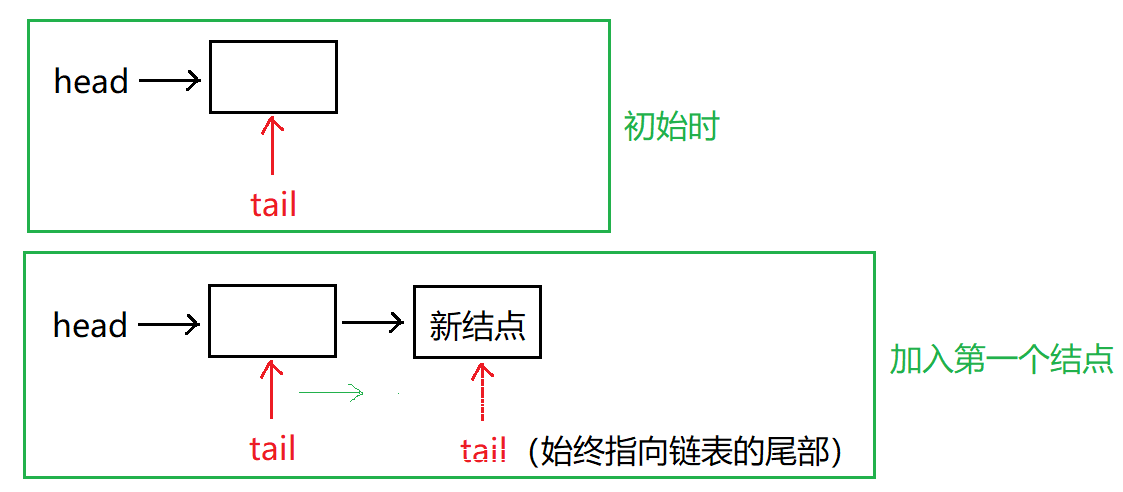 head
初始时
tail
head
新结点
加入第一个结点
tail
tail（始终指向链表的尾部）